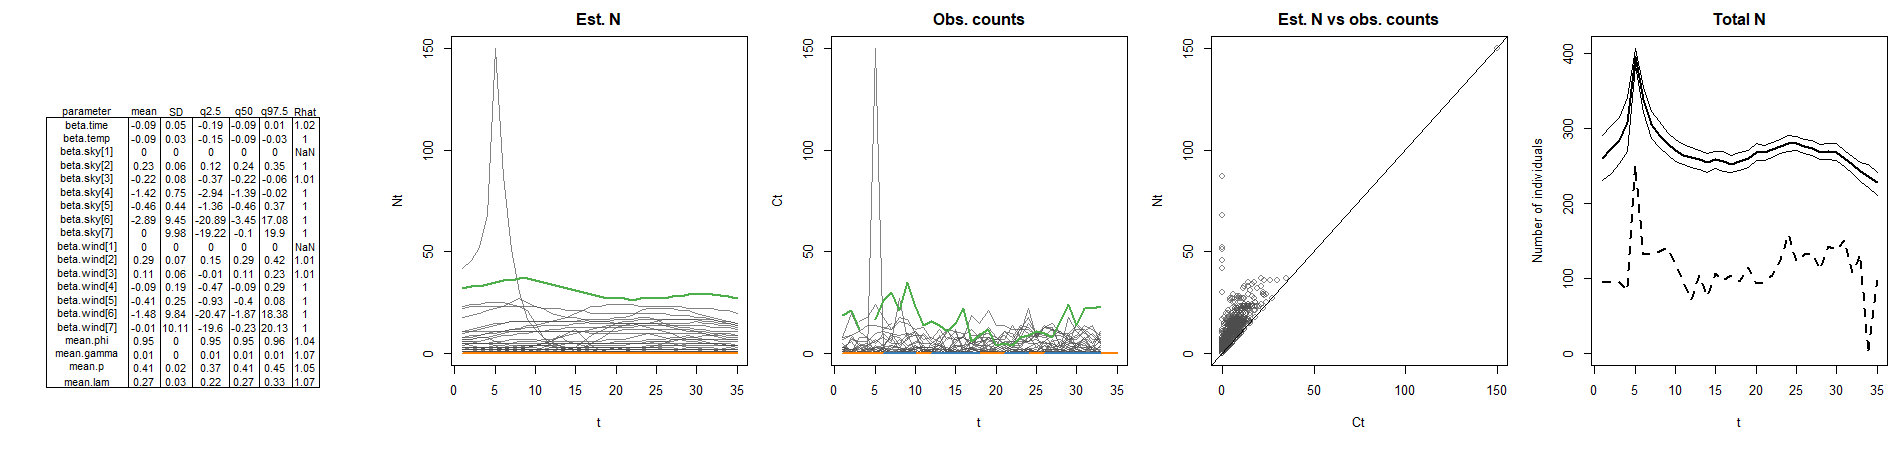 parameter mean SD q2.5 q50 q97.5 Rhat
beta.time -0.09 0.05 -0.19 -0.09 0.01 1.02
beta.temp -0.09 0.03 -0.15 -0.09 -0.03 1
beta.sky[1] 0 0 0 0 0 NaN
beta.sky[2] 0.23 0.06 0.12 0.24 0.35 1
beta.sky[3] -0.22 0.08 -0.37 -0.22 -0.06 1.01
beta.sky[4] -1.42 0.75 -2.94 -1.39 -0.02 1
beta.sky[5] -0.46 0.44 -1.36 -0.46 0.37 1
beta.sky[6] -2.89 9.45 -20.89 -3.45 17.08 1
beta.sky[7] 0 9.98 -19.22 -0.1 19.9 1
beta.wind[1] 0 0 0 0 0 NaN
beta.wind[2] 0.29 0.07 0.15 0.29 0.42 1.01
beta.wind[3] 0.11 0.06 -0.01 0.11 0.23 1.01
beta.wind[4] -0.09 0.19 -0.47 -0.09 0.29 1
beta.wind[5] -0.41 0.25 -0.93 -0.4 0.08 1
beta.wind[6] -1.48 9.84 -20.47 -1.87 18.38 1
beta.wind[7] -0.01 10.11 -19.6 -0.23 20.13 1
mean.phi 0.95 0 0.95 0.95 0.96 1.04
mean.gamma 0.01 0 0.01 0.01 0.01 1.07
mean.p 0.41 0.02 0.37 0.41 0.45 1.05
mean.lam 0.27 0.03 0.22 0.27 0.33 1.07
Est. N
Nt
150
100
50
0
0 5 10 15 20 25 30 35
t
Obs. counts
Ct
150
100
50
0
0 5 10 15 20 25 30 35
t
Est. N vs obs. counts
Nt
150
100
50
0
0 50 100 150
Ct
Total N
Number of individuals
400
300
200
100
0
0 5 10 15 20 25 30 35
t